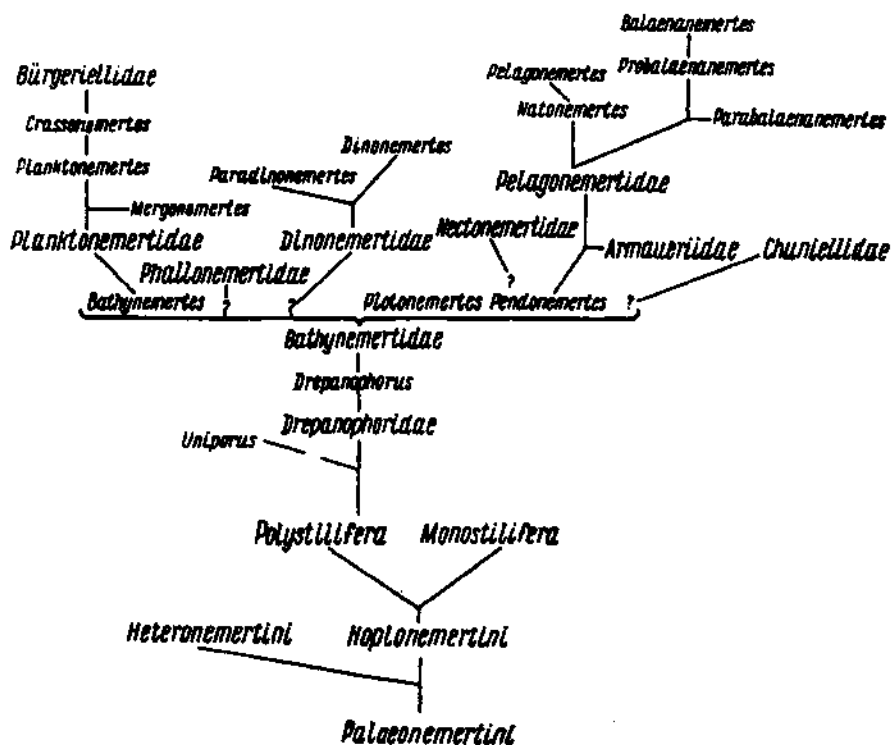 Balaenanemertes
Bürgeriellidae
Pelagonemertes
Probalaenanemertes
Crassonemertes
Natonemertes
Parabalaenanemertes
Dinonemertes
Planktonemertes
Paradinonemertes
Pelagonemertidae
Mergonemertes
Nectonemertidae
Planktonemertidae
Dinonemertidae
Armaueriidae
Chuniellidae
Phallonemertidae
?
Bathynemertes
?
?
Plotonemertes
Pendonemertes
?
Bathynemertidae
Drepanophorus
Drepanophoridae
Uniporus
Polystilifera
Monostilifera
Heteronemertini
Hoplonemertini
Palaeonemertini